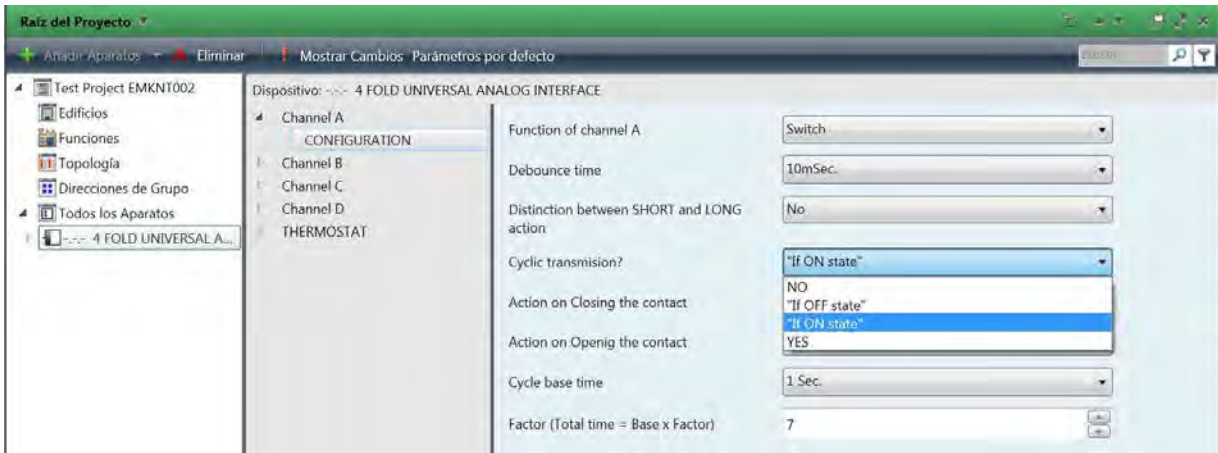 Raíz del Proyecto
Añadir Aparatos Eliminar Mostrar Cambios Parámetros por defecto
Test Project EMKNT002
Edificios
Funciones
Topología
Direcciones de Grupo
Todos los Aparatos
-.-.- 4 FOLD UNIVERSAL A...
Dispositivo: -.-.- 4 FOLD UNIVERSAL ANALOG INTERFACE
Channel A
CONFIGURATION
Channel B
Channel C
Channel D
THERMOSTAT
Function of channel A Switch
Debounce time 10mSec.
Distinction between SHORT and LONG No
action
Cyclic transmision? "If ON state"
NO
"If OFF state"
"If ON state"
YES
Action on Closing the contact
Action on Openig the contact
Cycle base time 1 Sec.
Factor (Total time = Base x Factor) 7